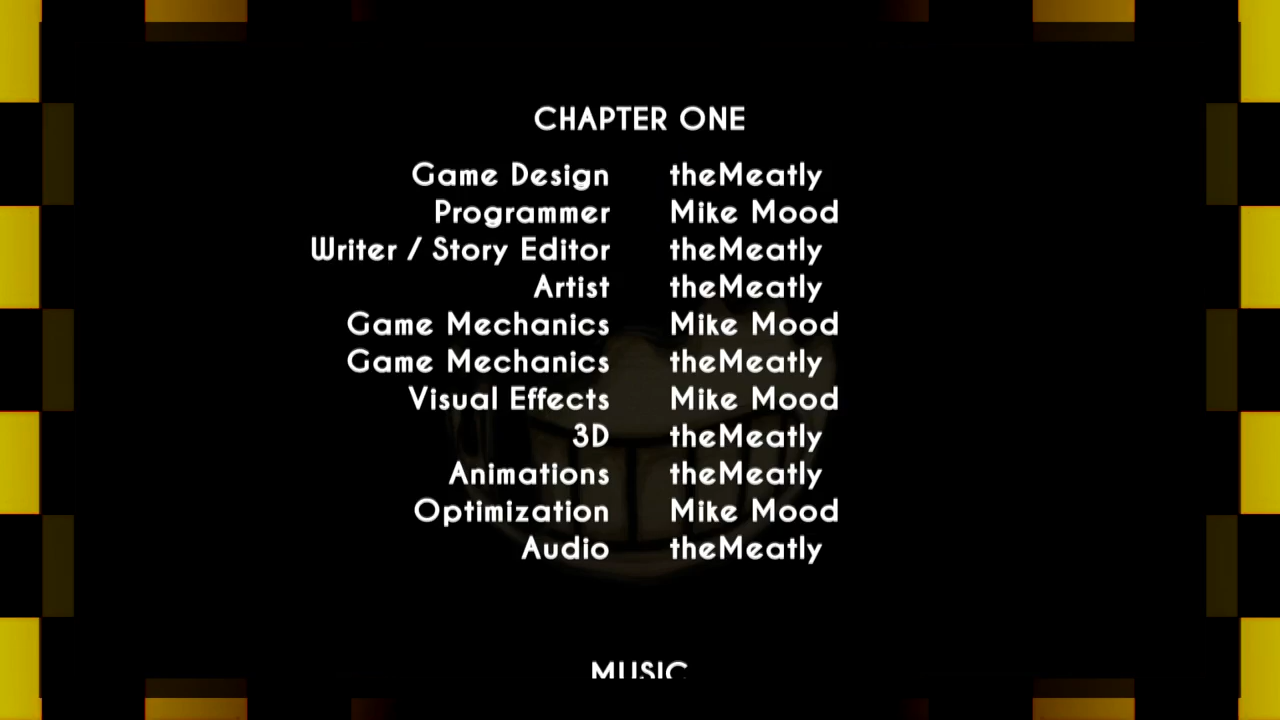 CHAPTER ONE
Game Design theMeatly
Programmer Mike Mood
Writer / Story Editor theMeatly
Artist theMeatly
Game Mechanics Mike Mood
Game Mechanics theMeatly
Visual Effects Mike Mood
3D theMeatly
Animations theMeatly
Optimization Mike Mood
Audio theMeatly
MUSIC